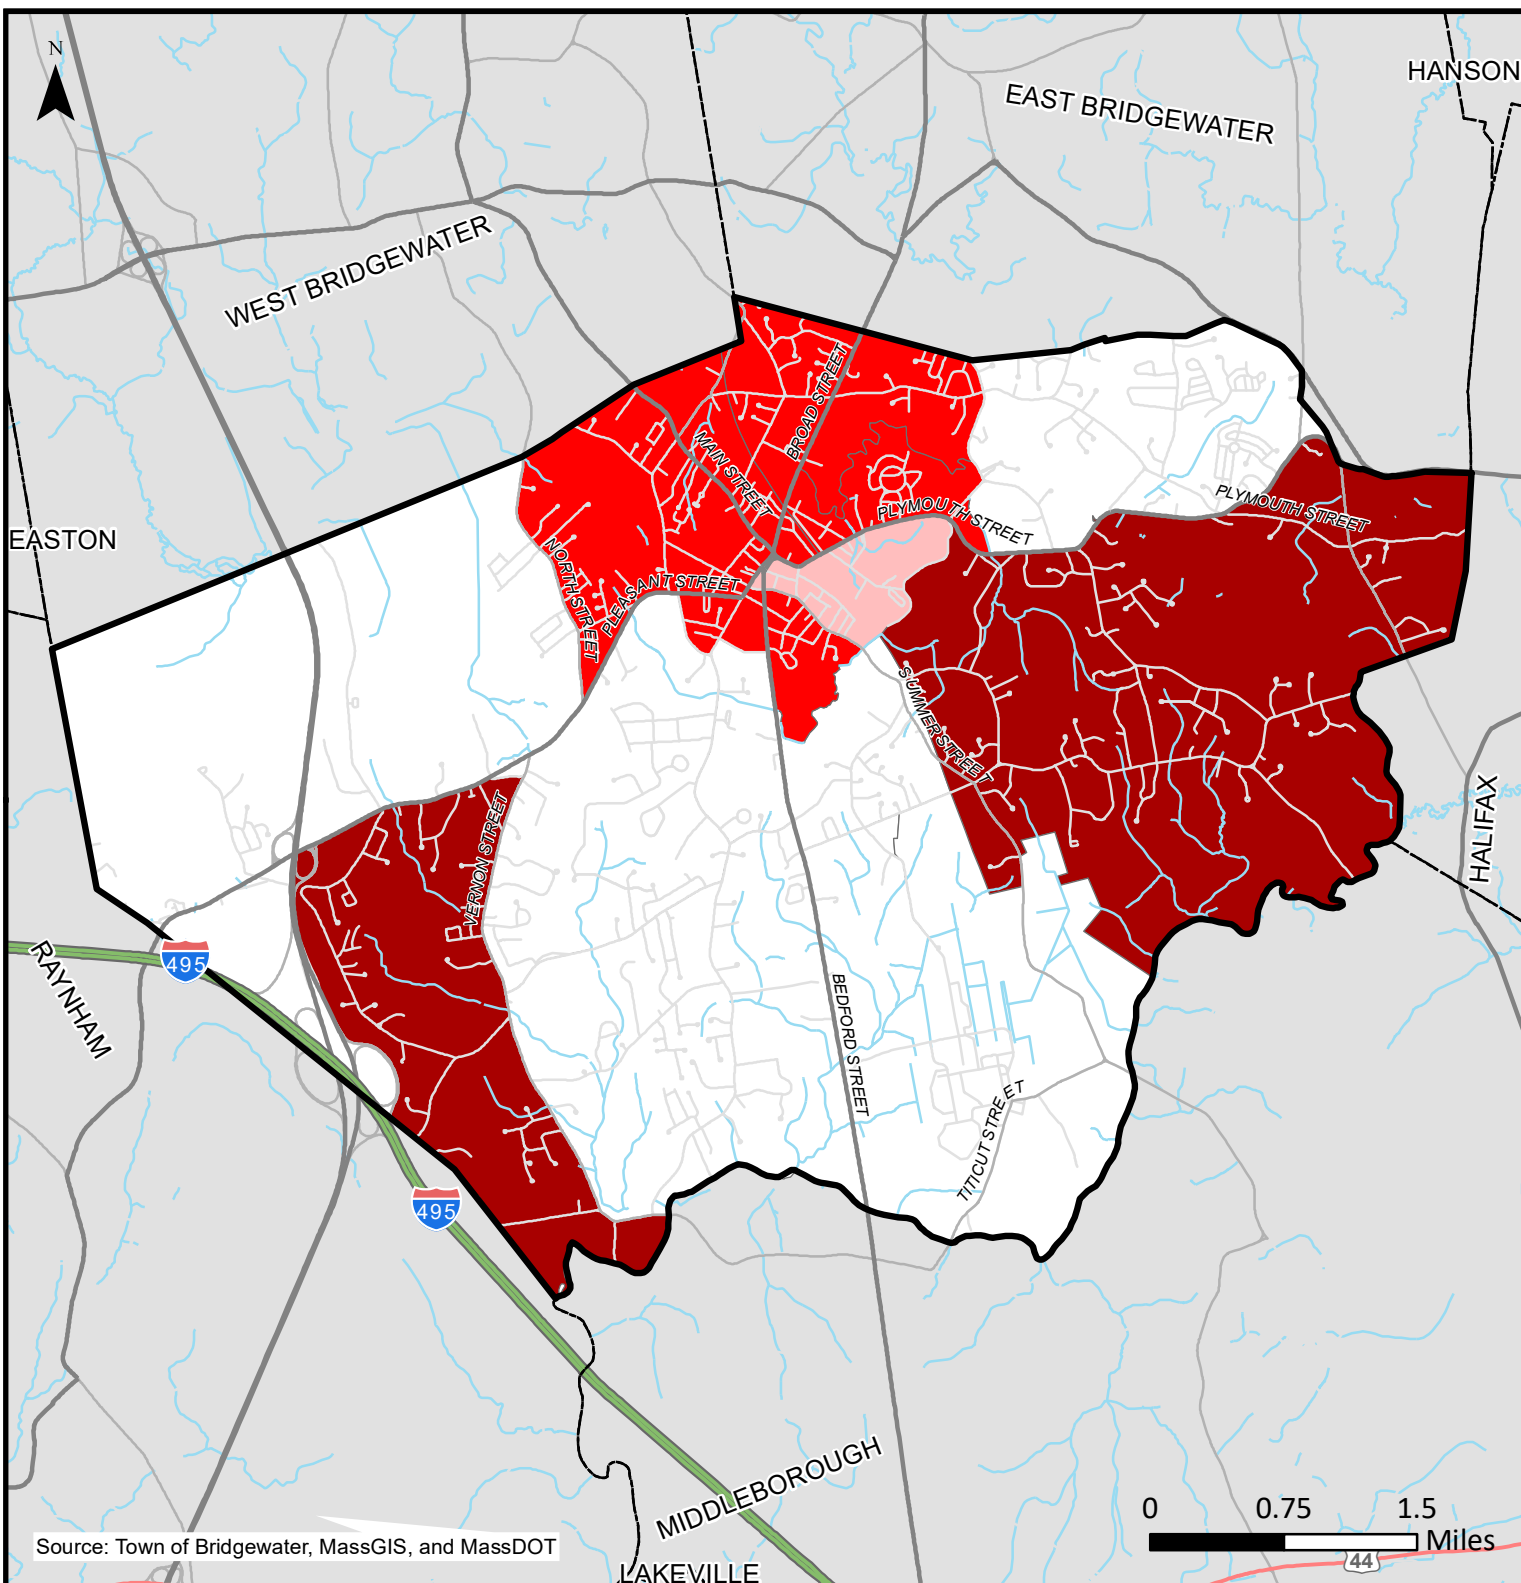 N
HANSON
EAST BRIDGEWATER
WEST BRIDGEWATER
BROAD STREET
MAIN STREET
PLYMOUTH STREET
PLYMOUTH STREET
EASTON
NORTH STREET
PLEASANT STREET
SUMMER STREET
HALIFAX
VERNON STREET
RAYNHAM
495
BEDFORD STREET
TITICUT STREET
495
MIDDLEBOROUGH
0 0.75 1.5
Miles
Source: Town of Bridgewater, MassGIS, and MassDOT
44
LAKEVILLE